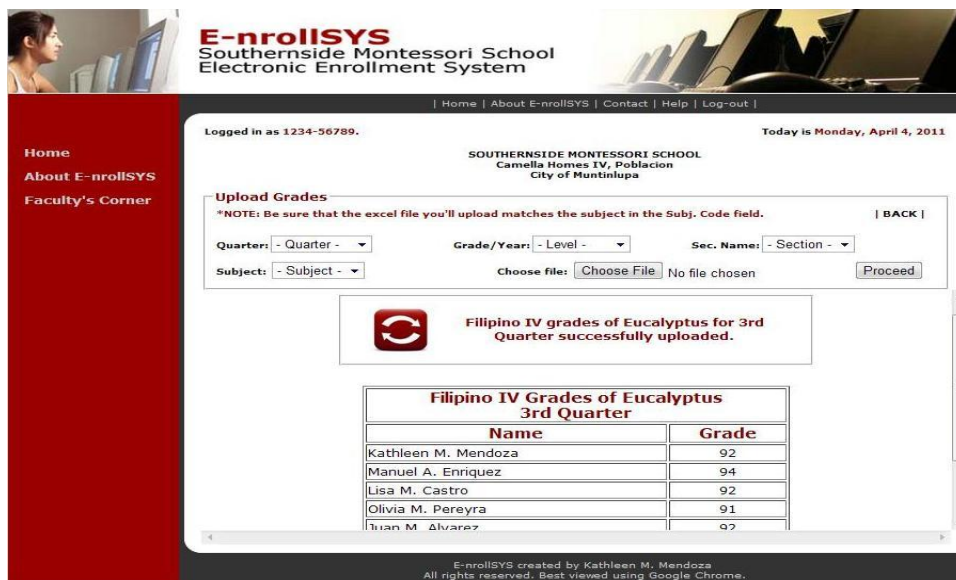 E-nrollSYS
Southernside Montessori School
Electronic Enrollment System
| Home | About E-nrollSYS | Contact | Help | Log-out |
Home
About E-nrollSYS
Faculty's Corner
Logged in as 1234-56789. Today is Monday, April 4, 2011
SOUTHERNSIDE MONTESSORI SCHOOL
Camella Homes IV, Poblacion
City of Muntinlupa
Upload Grades
*NOTE: Be sure that the excel file you'll upload matches the subject in the Subj. Code field. | BACK |
Quarter: - Quarter - Grade/Year: - Level - Sec. Name: - Section -
Subject: - Subject - Choose file: Choose File No file chosen Proceed
Filipino IV grades of Eucalyptus for 3rd
Quarter successfully uploaded.
Filipino IV Grades of Eucalyptus
3rd Quarter
Name Grade
Kathleen M. Mendoza 92
Manuel A. Enriquez 94
Lisa M. Castro 92
Olivia M. Pereyra 91
Juan M. Alvarez 92
E-nrollSYS created by Kathleen M. Mendoza
All rights reserved. Best viewed using Google Chrome.